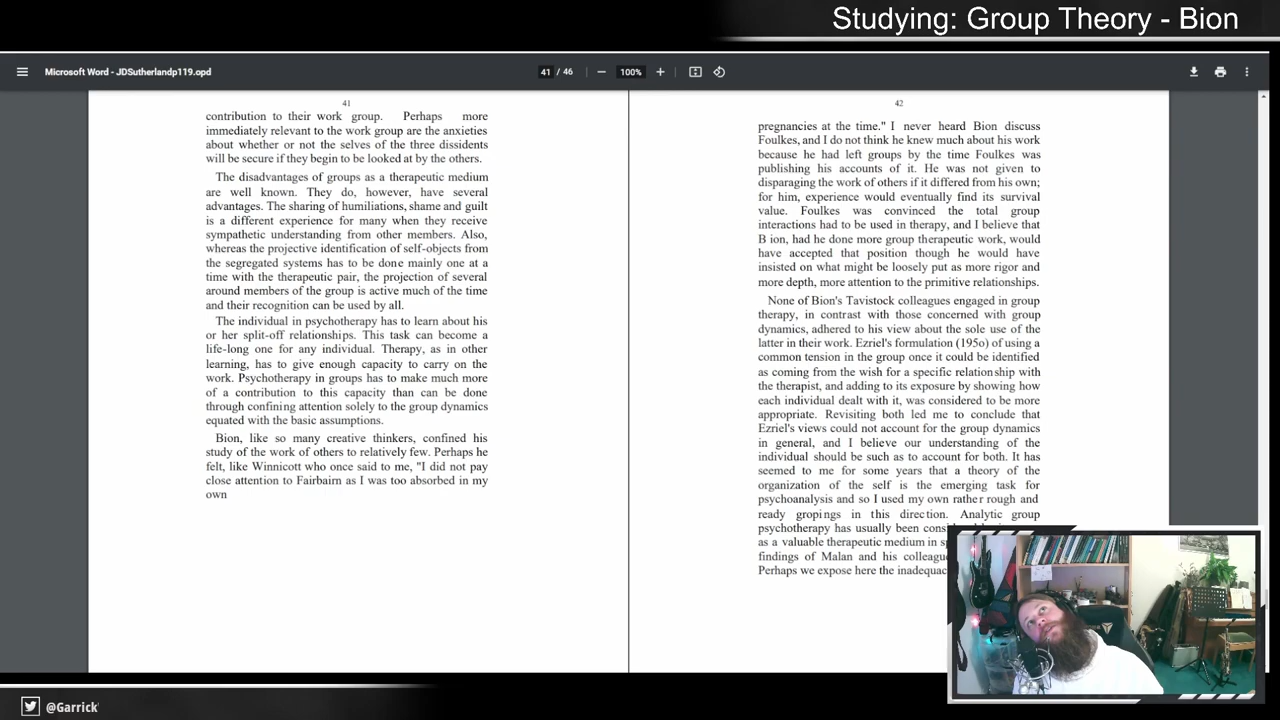 Studying: Group Theory - Bion
Microsoft Word - JDSutherlandp119.opd
41 / 46
100%
41
contribution to their work group. Perhaps more
immediately relevant to the work group are the anxieties
about whether or not the selves of the three dissidents
will be secure if they begin to be looked at by the others.
The disadvantages of groups as a therapeutic medium
are well known. They do, however, have several
advantages. The sharing of humiliations, shame and guilt
is a different experience for many when they receive
sympathetic understanding from other members. Also,
whereas the projective identification of self-objects from
the segregated systems has to be done mainly one at a
time with the therapeutic pair, the projection of several
around members of the group is active much of the time
and their recognition can be used by all.
The individual in psychotherapy has to learn about his
or her split-off relationships. This task can become a
life-long one for any individual. Therapy, as in other
learning, has to give enough capacity to carry on the
work. Psychotherapy in groups has to make much more
of a contribution to this capacity than can be done
through confining attention solely to the group dynamics
equated with the basic assumptions.
Bion, like so many creative thinkers, confined his
study of the work of others to relatively few. Perhaps he
felt, like Winnicott who once said to me, "I did not pay
close attention to Fairbairn as I was too absorbed in my
own
42
pregnancies at the time." I never heard Bion discuss
Foulkes, and I do not think he knew much about his work
because he had left groups by the time Foulkes was
publishing his accounts of it. He was not given to
disparaging the work of others if it differed from his own;
for him, experience would eventually find its survival
value. Foulkes was convinced the total group
interactions had to be used in therapy, and I believe that
B ion, had he done more group therapeutic work, would
have accepted that position though he would have
insisted on what might be loosely put as more rigor and
more depth, more attention to the primitive relationships.
None of Bion's Tavistock colleagues engaged in group
therapy, in contrast with those concerned with group
dynamics, adhered to his view about the sole use of the
latter in their work. Ezriel's formulation (195o) of using a
common tension in the group once it could be identified
as coming from the wish for a specific relationship with
the therapist, and adding to its exposure by showing how
each individual dealt with it, was considered to be more
appropriate. Revisiting both led me to conclude that
Ezriel's views could not account for the group dynamics
in general, and I believe our understanding of the
individual should be such as to account for both. It has
seemed to me for some years that a theory of the
organization of the self is the emerging task for
psychoanalysis and so I used my own rather rough and
ready gropings in this direction. Analytic group
psychotherapy has usually been
as a valuable therapeutic medium in
findings of Malan and his
Perhaps we expose here the
@Garrick